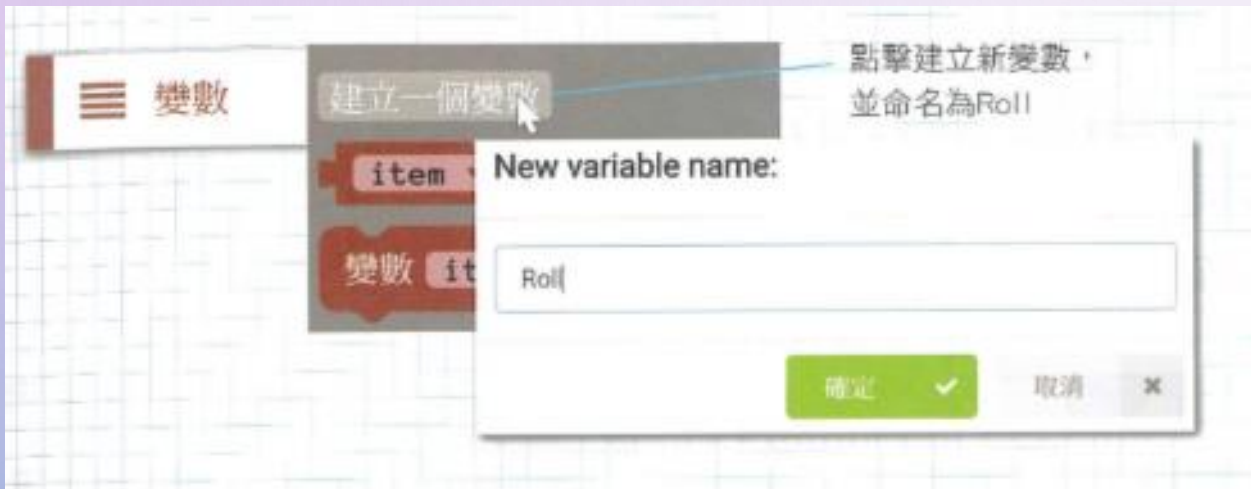 變數
建立一個變數
點擊建立新變數，
並命名為Roll
item
New variable name:
變數 it
Roll
確定
取消